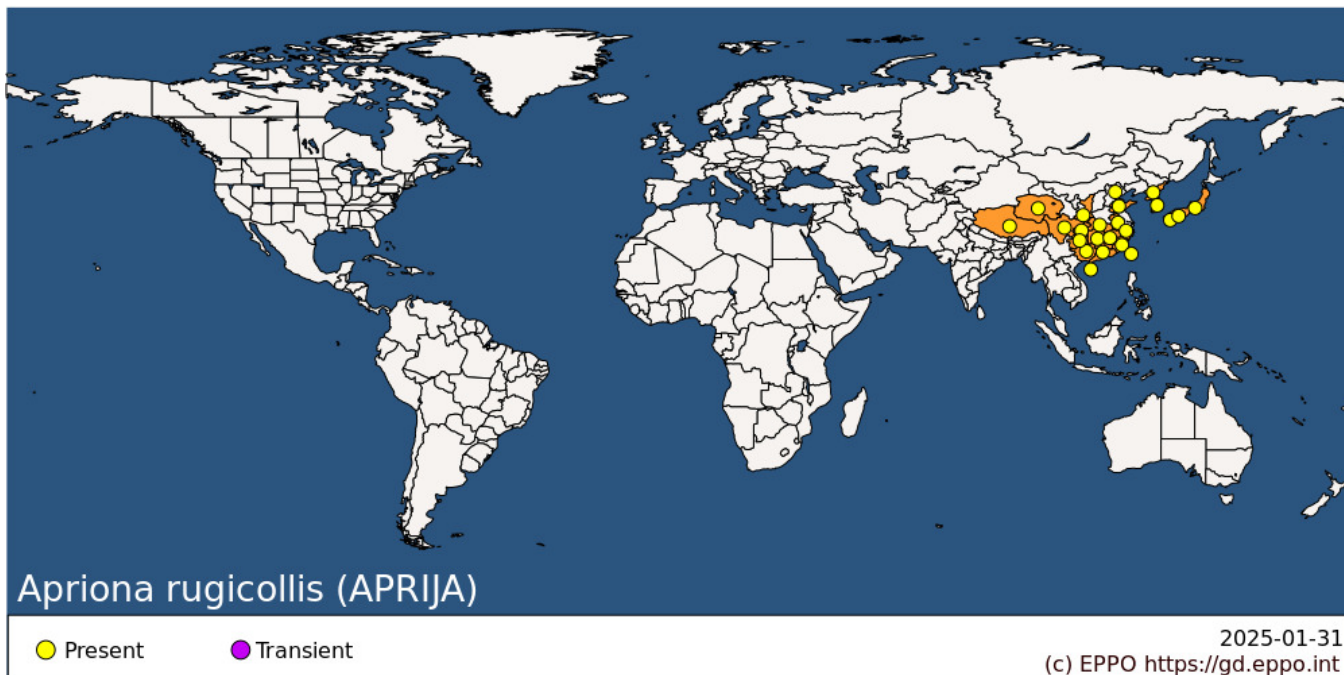 Apriona rugicollis (APRIJA)
Present
Transient
2025-01-31
(c) EPPO https://gd.eppo.int